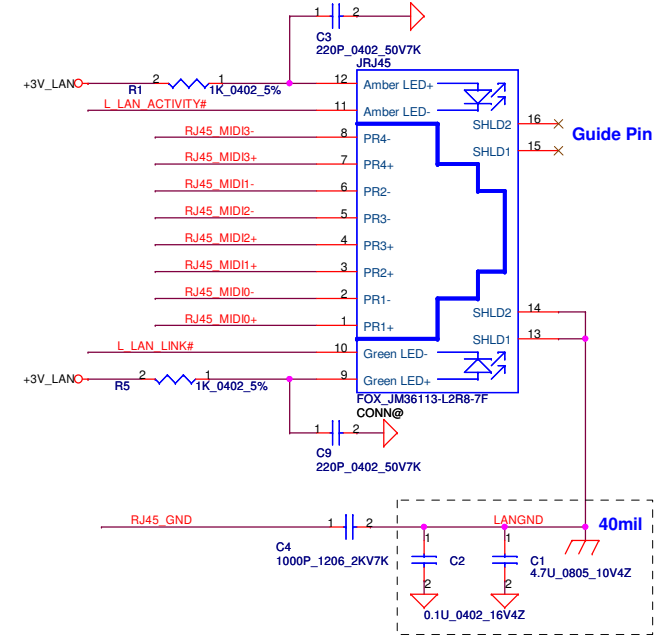 1 2
C3
220P_0402_50V7K
JRJ45
+3V_LAN 2 1 12 Amber LED+
R1 1K_0402_5%
L_LAN_ACTIVITY# 11 Amber LED-
SHLD2 16 Guide Pin
RJ45_MIDI3- 8 PR4-
SHLD1 15
RJ45_MIDI3+ 7 PR4+
RJ45_MIDI1- 6 PR2-
RJ45_MIDI2- 5 PR3-
RJ45_MIDI2+ 4 PR3+
RJ45_MIDI1+ 3 PR2+
RJ45_MIDI0- 2 PR1-
SHLD2 14
RJ45_MIDI0+ 1 PR1+
SHLD1 13
L_LAN_LINK# 10 Green LED-
+3V_LAN 2 1 9 Green LED+
R5 1K_0402_5%
FOX_JM36113-L2R8-7F
CONN@
1 2
C9
220P_0402_50V7K
RJ45_GND 1 2 LANGND 40mil
C4
1000P_1206_2KV7K
1 C2 2
1 C1 2
4.7U_0805_10V4Z
0.1U_0402_16V4Z